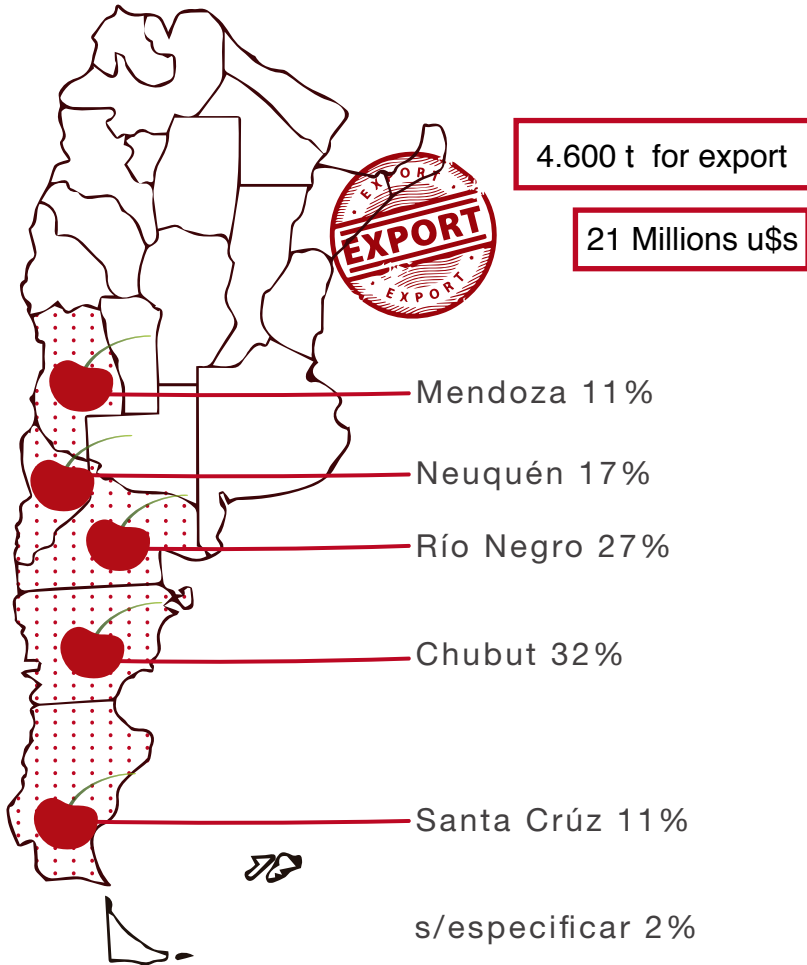 4.600 t for export
EXPORT
EXPORT
EXPORT
21 Millions u$s
Mendoza 11%
Neuquén 17%
Río Negro 27%
Chubut 32%
Santa Crúz 11%
s/especificar 2%